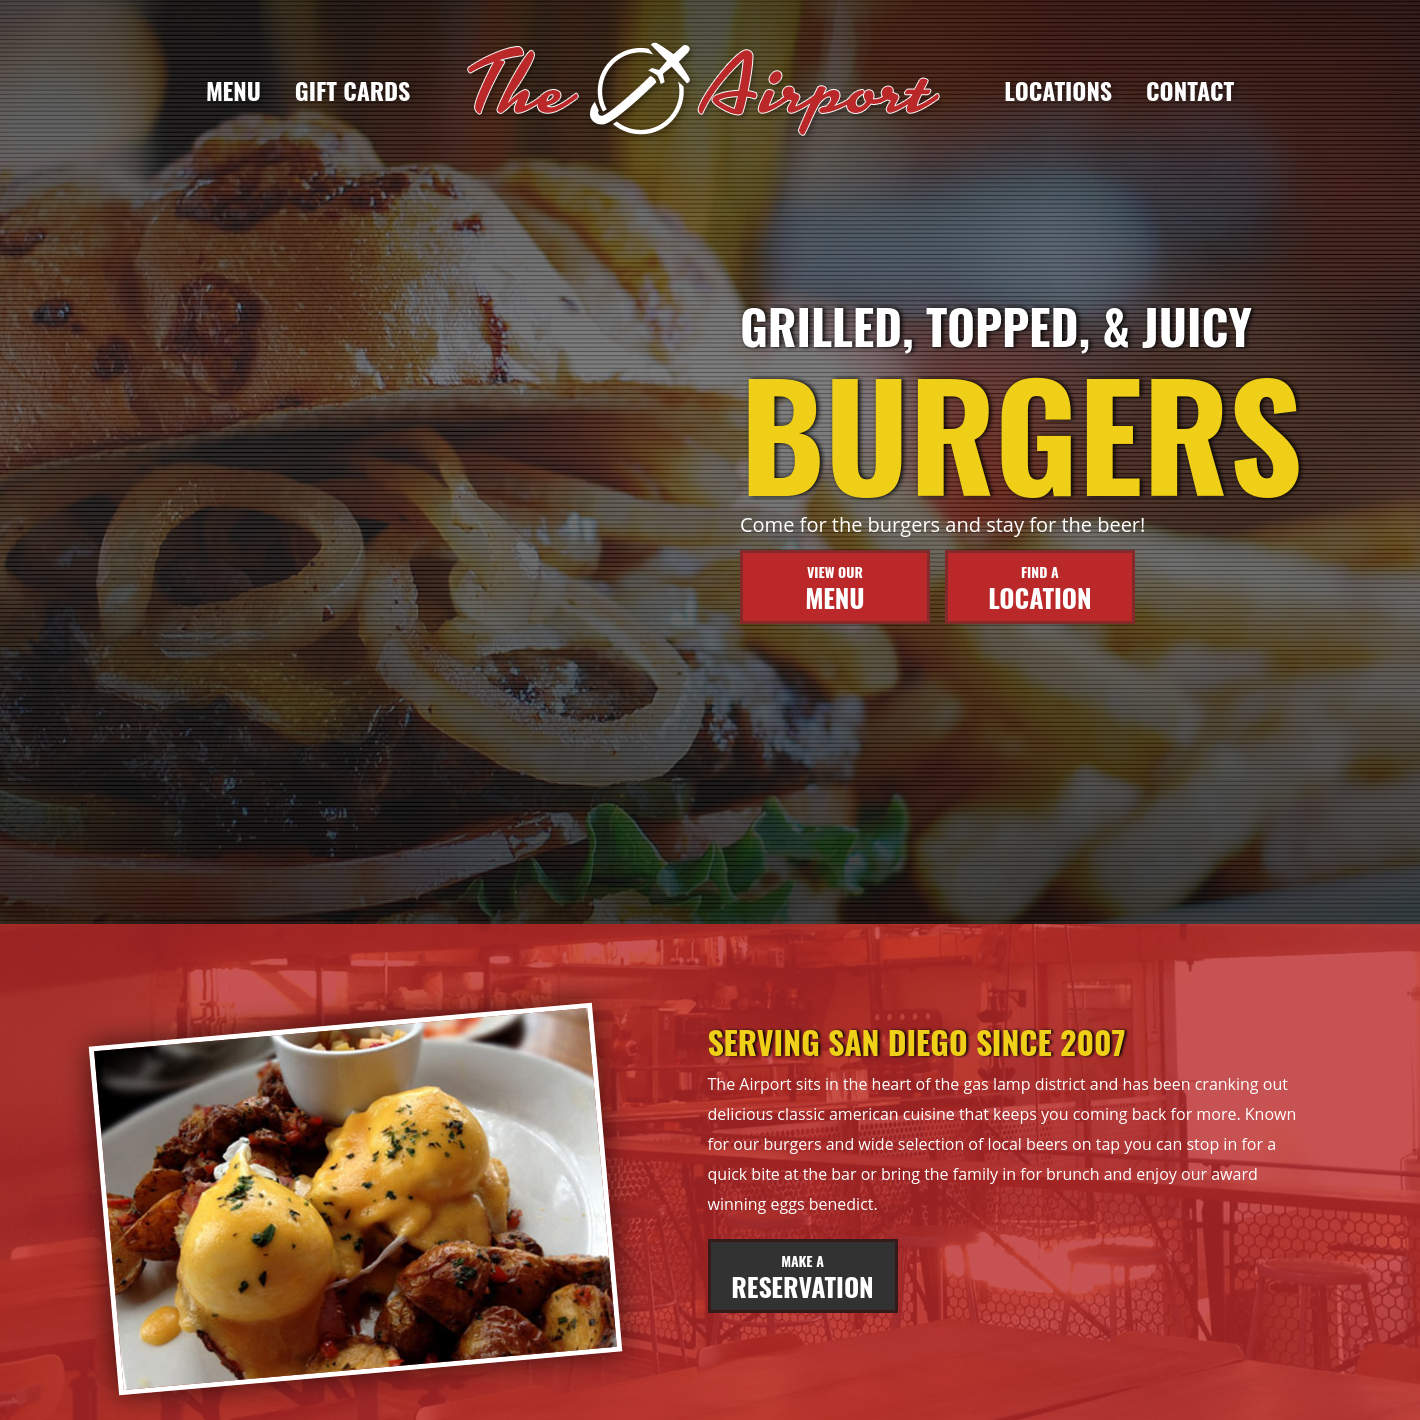 MENU
GIFT CARDS
The Airport
LOCATIONS
CONTACT
GRILLED, TOPPED, & JUICY
BURGERS
Come for the burgers and stay for the beer!
VIEW OUR
MENU
FIND A
LOCATION
SERVING SAN DIEGO SINCE 2007
The Airport sits in the heart of the gas lamp district and has been cranking out
delicious classic american cuisine that keeps you coming back for more. Known
for our burgers and wide selection of local beers on tap you can stop in for a
quick bite at the bar or bring the family in for brunch and enjoy our award
winning eggs benedict.
MAKE A
RESERVATION